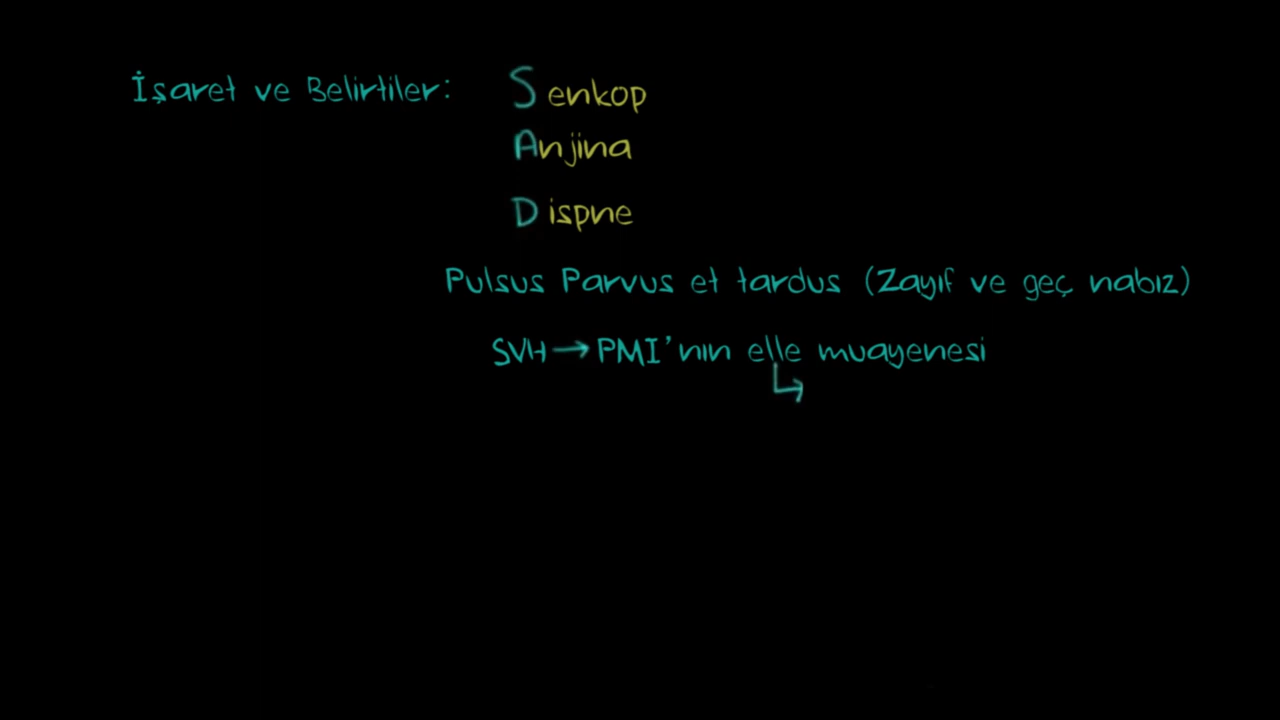 İşaret ve Belirtiler: Senkop
Anjina
Dispne
Pulsus Parvus et tardus (Zayıf ve geç nabız)
SVH→PMI'nın elle muayenesi